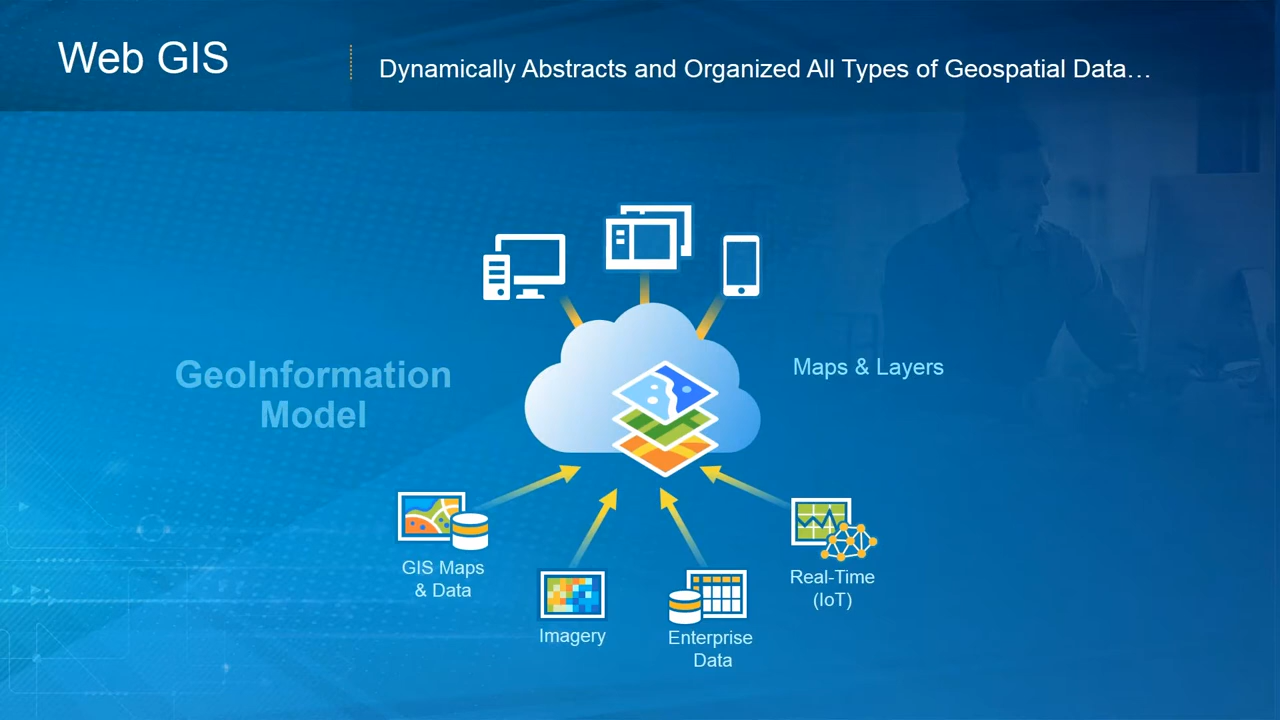 Web GIS
Dynamically Abstracts and Organized All Types of Geospatial Data…
GeoInformation
Model
Maps & Layers
GIS Maps
& Data
Imagery
Enterprise
Data
Real-Time
(IoT)